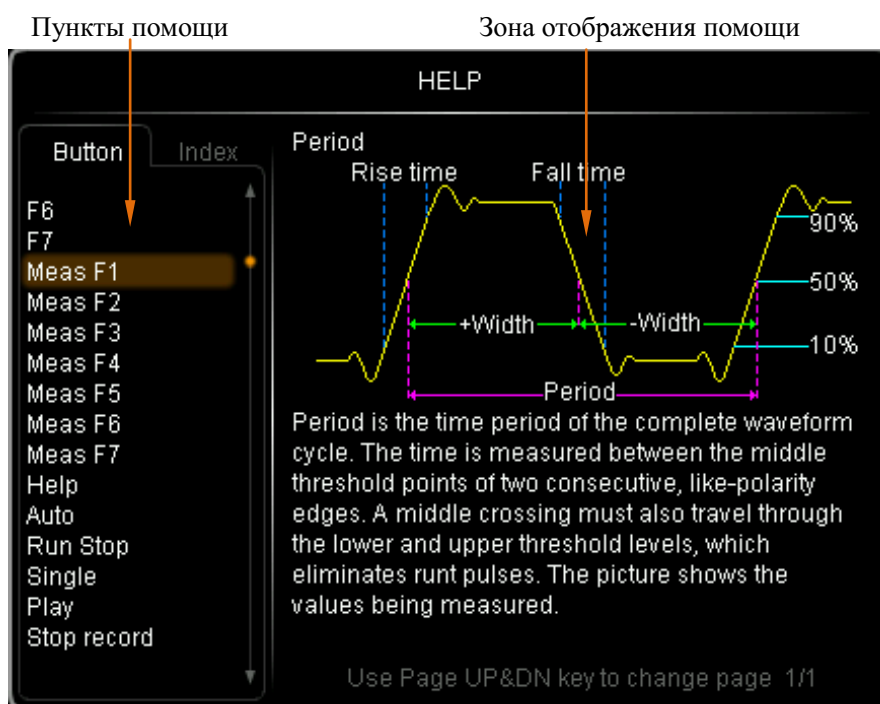 Пункты помощи
Зона отображения помощи
HELP
Button
Index
F6
F7
Meas F1
Meas F2
Meas F3
Meas F4
Meas F5
Meas F6
Meas F7
Help
Auto
Run Stop
Single
Play
Stop record
Period
Rise time
Fall time
90%
50%
+Width
-Width
10%
Period
Period is the time period of the complete waveform
cycle. The time is measured between the middle
threshold points of two consecutive, like-polarity
edges. A middle crossing must also travel through
the lower and upper threshold levels, which
eliminates runt pulses. The picture shows the
values being measured.
Use Page UP&DN key to change page 1/1